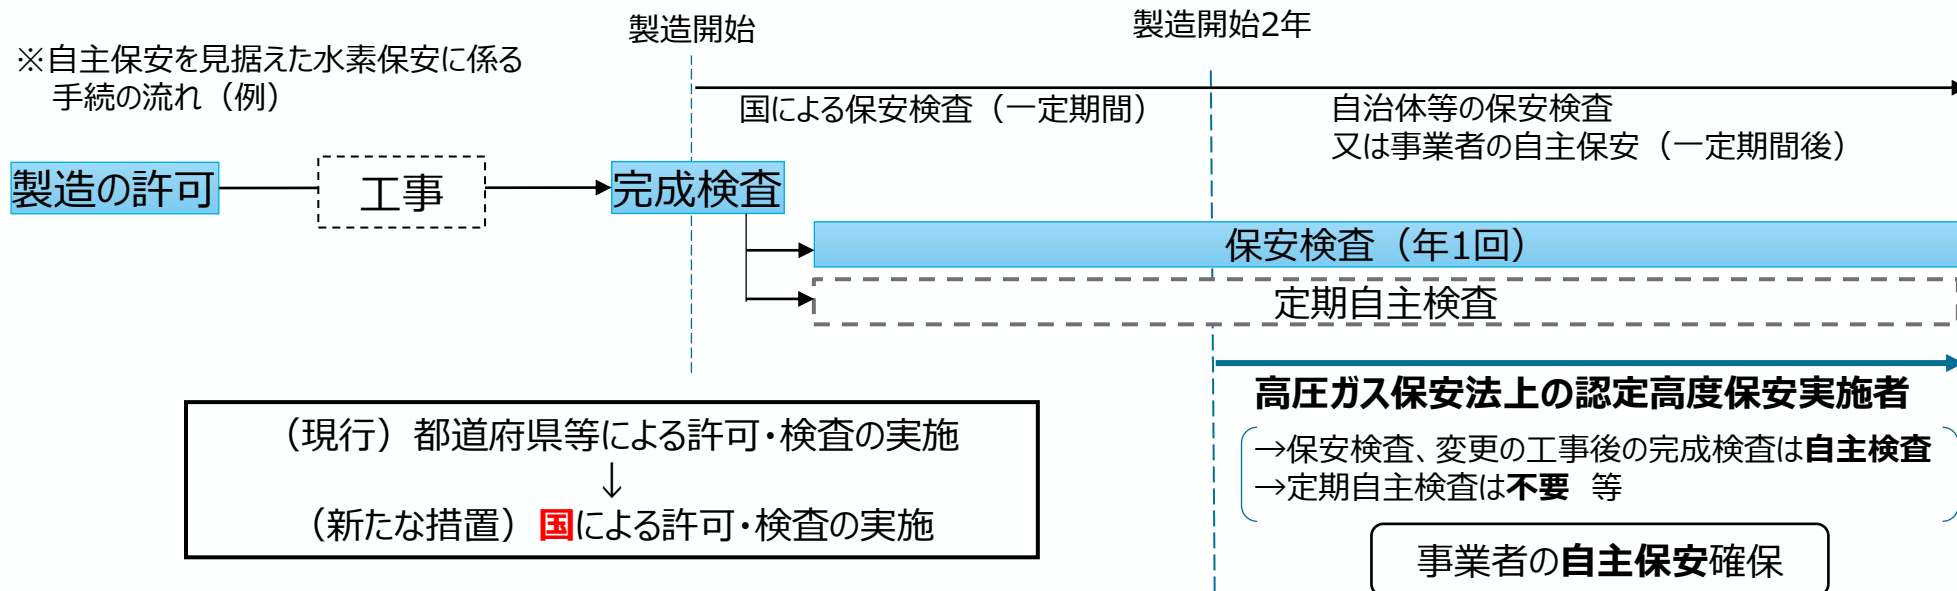 ※自主保安を見据えた水素保安に係る
手続の流れ（例）
製造開始
製造開始2年
国による保安検査（一定期間）
自治体等の保安検査
又は事業者の自主保安（一定期間後）
製造の許可
工事
完成検査
保安検査（年1回）
定期自主検査
（現行）都道府県等による許可・検査の実施
↓
（新たな措置）国による許可・検査の実施
高圧ガス保安法上の認定高度保安実施者
→保安検査、変更の工事後の完成検査は自主検査
→定期自主検査は不要 等
事業者の自主保安確保